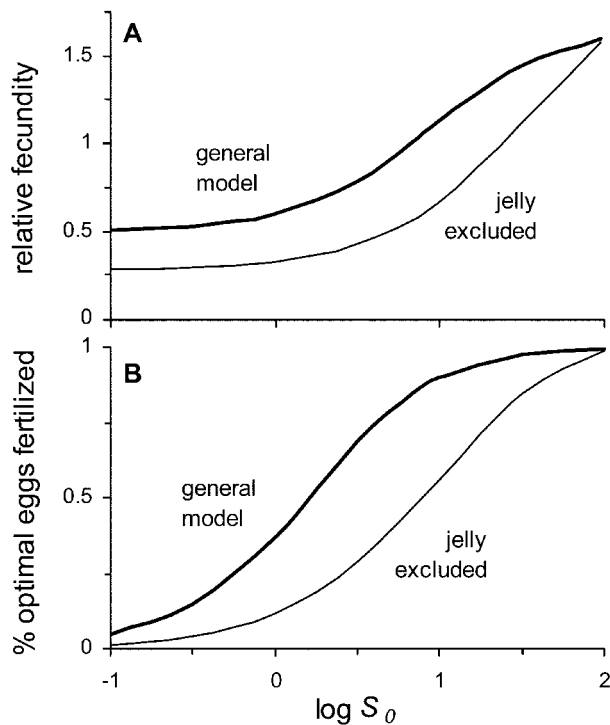 A
1.5
1
0.5
0
relative fecundity
general
model
jelly
excluded
B
1
0.5
0
% optimal eggs fertilized
general
model
jelly
excluded
-1
0
1
2
log S₀